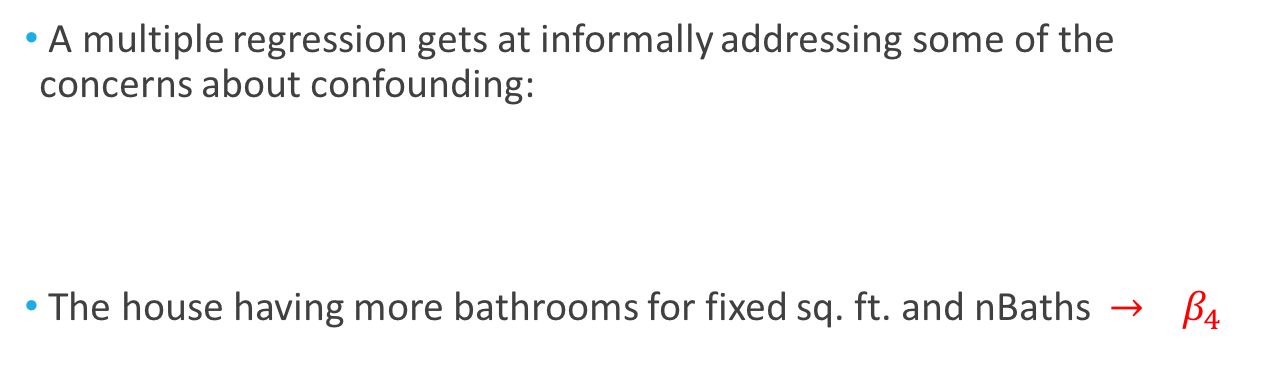 • A multiple regression gets at informally addressing some of the
concerns about confounding:
• The house having more bathrooms for fixed sq. ft. and nBaths → β₄